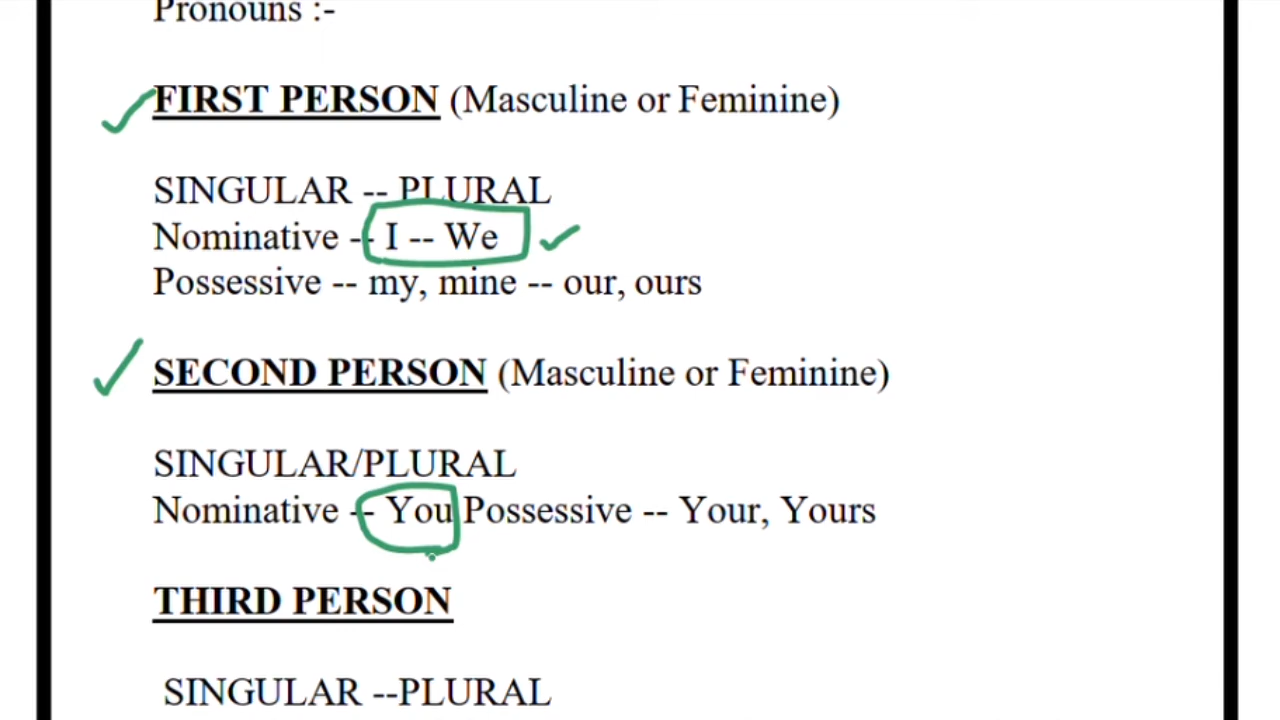 Pronouns :-
FIRST PERSON (Masculine or Feminine)
SINGULAR -- PLURAL
Nominative -- I -- We
Possessive -- my, mine -- our, ours
SECOND PERSON (Masculine or Feminine)
SINGULAR/PLURAL
Nominative -- You Possessive -- Your, Yours
THIRD PERSON
SINGULAR --PLURAL